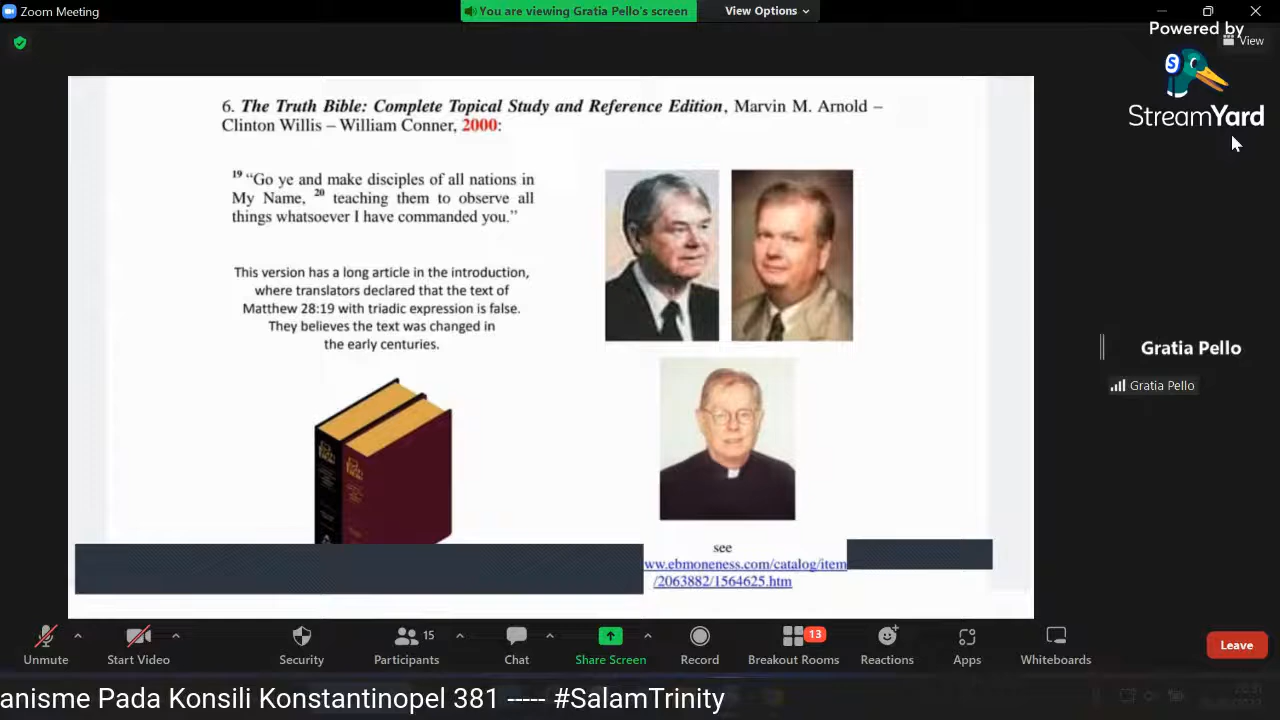 Zoom Meeting
You are viewing Gratia Pello's screen
View Options
Powered by
View
StreamYard
6. The Truth Bible: Complete Topical Study and Reference Edition, Marvin M. Arnold –
Clinton Willis – William Conner, 2000:
19 “Go ye and make disciples of all nations in
My Name, 20 teaching them to observe all
things whatsoever I have commanded you.”
This version has a long article in the introduction,
where translators declared that the text of
Matthew 28:19 with triadic expression is false.
They believes the text was changed in
the early centuries.
see
ww.ebmoneness.com/catalog/item
/2063882/1564625.htm
Gratia Pello
Gratia Pello
Unmute
Start Video
Security
Participants
15
Chat
Share Screen
Record
Breakout Rooms
13
Reactions
Apps
Whiteboards
Leave
anisme Pada Konsili Konstantinopel 381 ----- #SalamTrinity